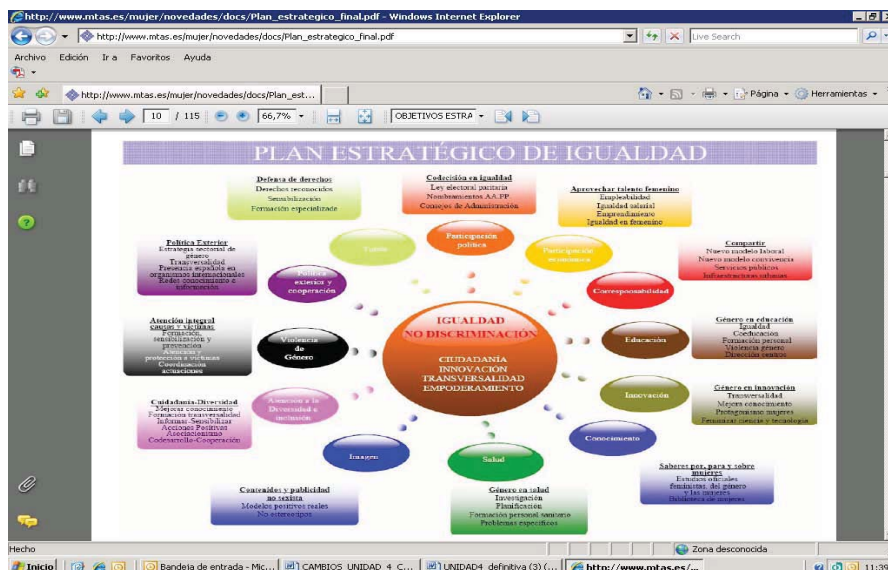 http://www.mtas.es/mujer/novedades/docs/Plan_estrategico_final.pdf - Windows Internet Explorer
http://www.mtas.es/mujer/novedades/docs/Plan_estrategico_final.pdf
Live Search
Archivo Edición Ir a Favoritos Ayuda
http://www.mtas.es/mujer/novedades/docs/Plan_est...
Página Herramientas
10 / 115 66,7% OBJETIVOS ESTRA
PLAN ESTRATÉGICO DE IGUALDAD
Defensa de derechos
Derechos reconocidos
Sensibilización
Formación especializada
Codecisión en igualdad
Ley electoral paritaria
Nombramientos AA.PP
Consejos de Administración
Aprovechar talento femenino
Empleabilidad
Igualdad salarial
Emprendimiento
Igualdad en femenino
Participación
política
Participación
económica
Política Exterior
Estrategia sectorial de
género
Transversalidad
Presencia española en
organismos internacionales
Redes conocimiento e
información
Política
exterior y
cooperación
Compartir
Nuevo modelo laboral
Nuevo modelo convivencia
Servicios públicos
Infraestructuras urbanas
Corresponsabilidad
IGUALDAD
NO DISCRIMINACIÓN
CIUDADANÍA
INNOVACIÓN
TRANSVERSALIDAD
EMPODERAMIENTO
Atención integral
causas y víctimas
Formación,
sensibilización y
prevención
Atención y
protección a víctimas
Coordinación
actuaciones
Violencia
de
Género
Educación
Género en educación
Igualdad
Coeducación
Formación personal
Violencia género
Dirección centros
Ciudadanía-Diversidad
Mejorar conocimiento
Formación transversalidad
Informar-Sensibilizar
Acciones Positivas
Asociacionismo
Codesarrollo-Cooperación
Atención a la
Diversidad e
inclusión
Innovación
Género en innovación
Transversalidad
Mejora conocimiento
Protagonismo mujeres
Feminizar ciencia y tecnología
Imagen
Salud
Conocimiento
Contenidos y publicidad
no sexista
Modelos positivos reales
No estereotipos
Género en salud
Investigación
Planificación
Formación personal sanitario
Problemas específicos
Saberes por, para y sobre
mujeres
Estudios oficiales
feministas, del género
y las mujeres
Biblioteca de mujeres
Hecho
Zona desconocida
Inicio Bandeja de entrada - Mic... CAMBIOS_UNIDAD_4_C... UNIDAD4_definitiva (3) (... http://www.mtas.es/...